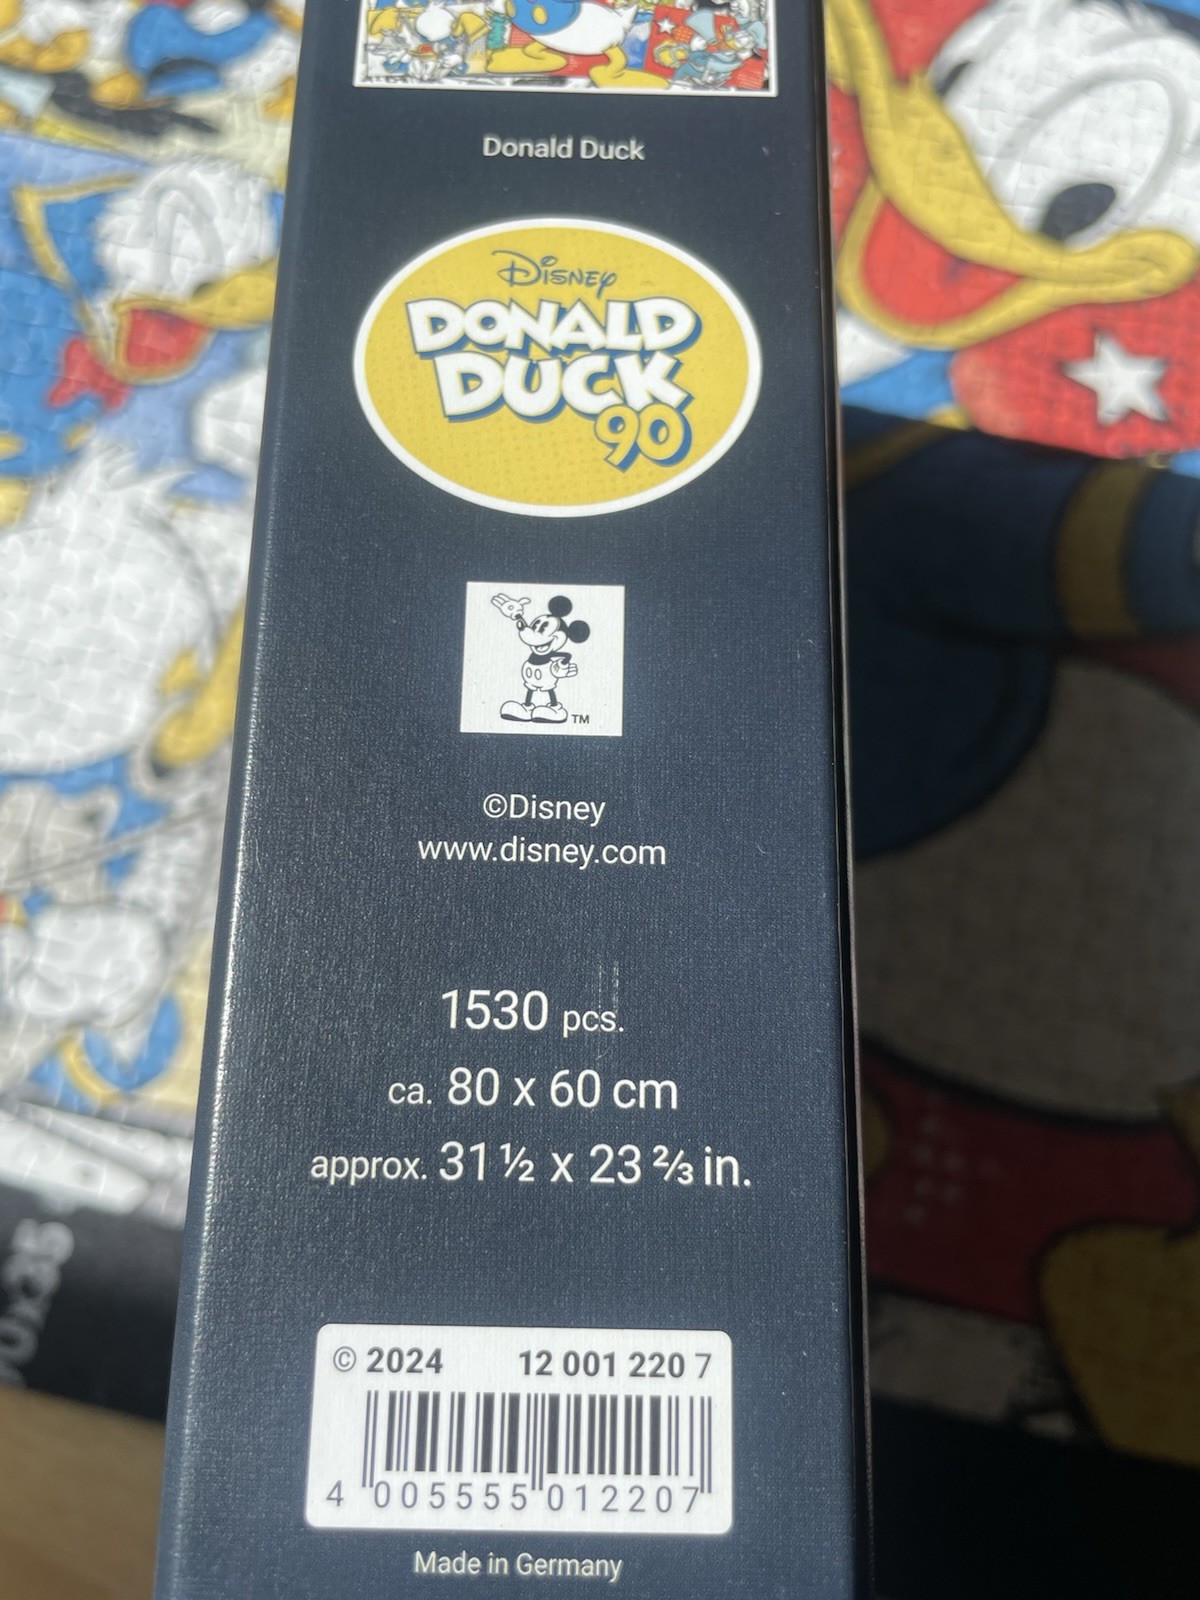 Donald Duck
Disney
DONALD
DUCK
90
TM
©Disney
www.disney.com
1530 pcs.
ca. 80 x 60 cm
approx. 31 ½ x 23 ⅔ in.
© 2024 12 001 220 7
4 005555 012207
Made in Germany